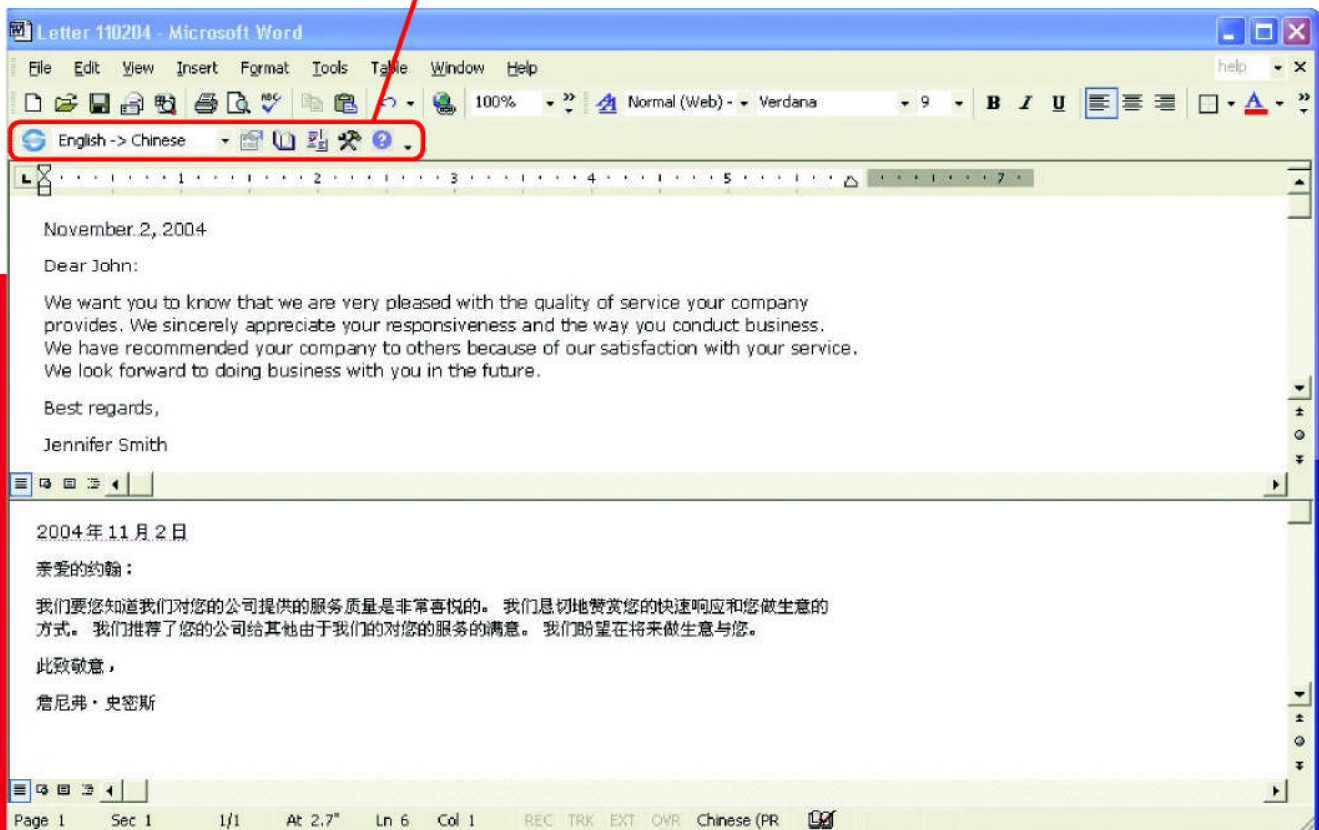 Letter 110204 - Microsoft Word
File Edit View Insert Format Tools Table Window Help help
100% Normal (Web) - Verdana 9 B I U A
English -> Chinese
1 2 3 4 5 7
November 2, 2004
Dear John:
We want you to know that we are very pleased with the quality of service your company
provides. We sincerely appreciate your responsiveness and the way you conduct business.
We have recommended your company to others because of our satisfaction with your service.
We look forward to doing business with you in the future.
Best regards,
Jennifer Smith
2004年11月2日
亲爱的约翰：
我们要您知道我们对您的公司提供的服务质量是非常喜悦的。 我们恳切地赞赏您的快速响应和您做生意的
方式。 我们推荐了您的公司给其他由于我们的对您的服务的满意。 我们盼望在将来做生意与您。
此致敬意，
詹尼弗·史密斯
Page 1 Sec 1 1/1 At 2.7" Ln 6 Col 1 REC TRK EXT OVR Chinese (PR